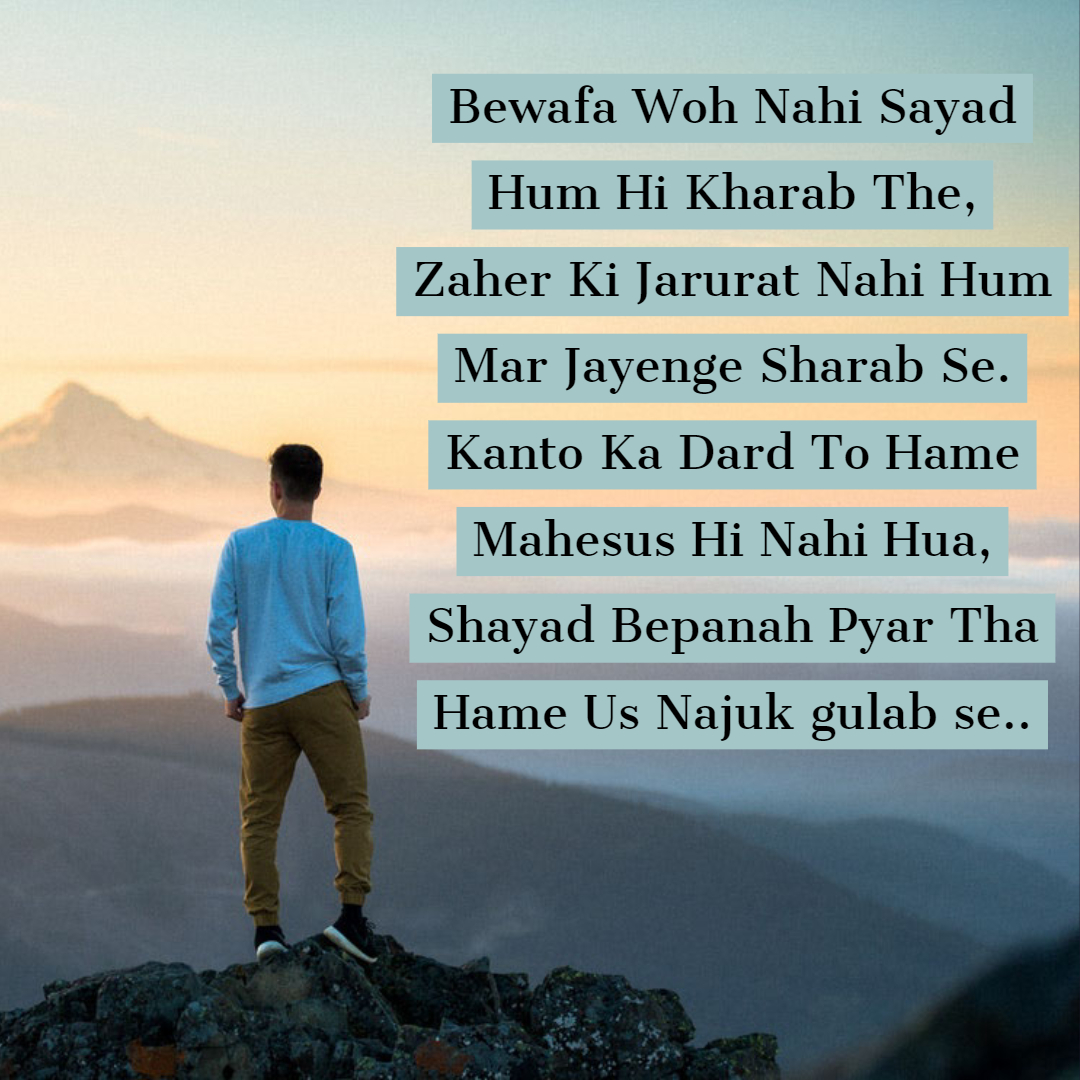 Bewafa Woh Nahi Sayad
Hum Hi Kharab The,
Zaher Ki Jarurat Nahi Hum
Mar Jayenge Sharab Se.
Kanto Ka Dard To Hame
Mahesus Hi Nahi Hua,
Shayad Bepanah Pyar Tha
Hame Us Najuk gulab se..